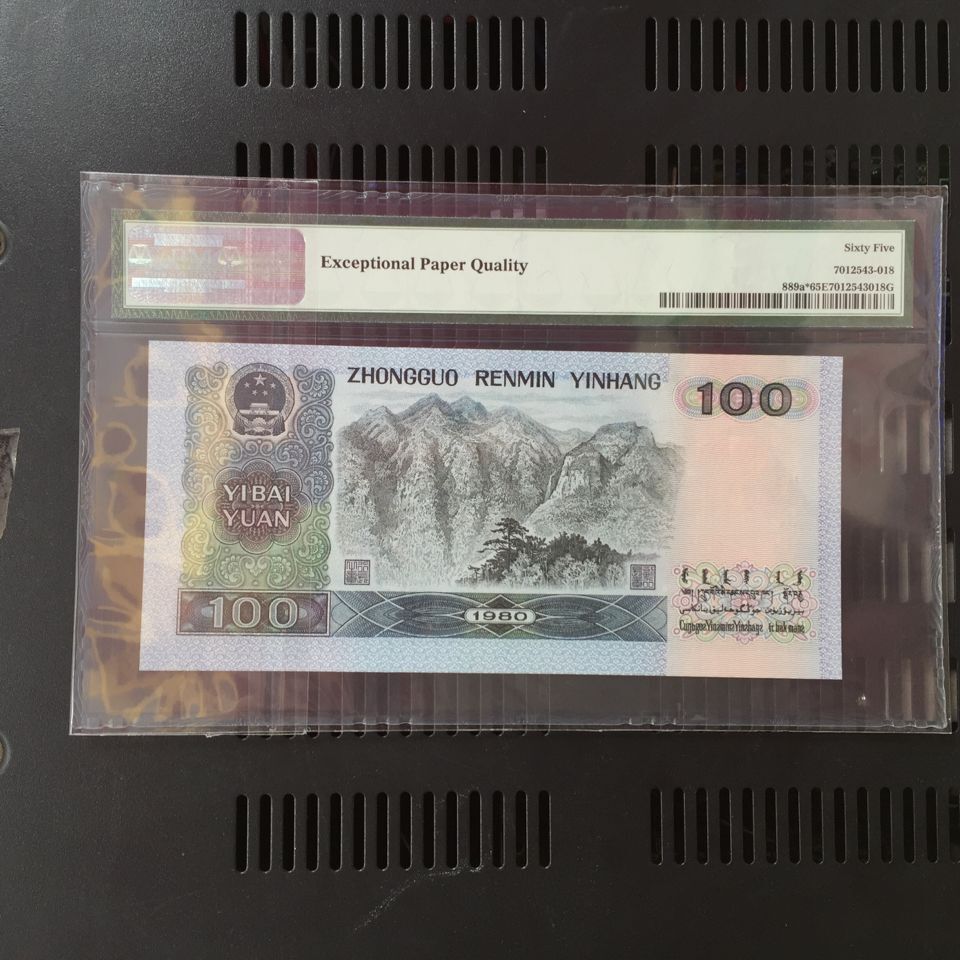 Exceptional Paper Quality
Sixty Five
7012543-018
889a*65E7012543018G
ZHONGGUO RENMIN YINHANG
100
YIBAI
YUAN
100
1980